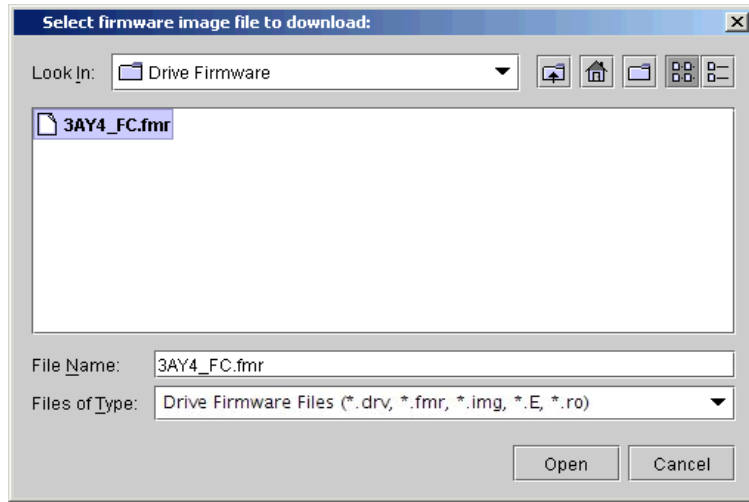 Select firmware image file to download:
Look In: Drive Firmware
3AY4_FC.fmr
File Name: 3AY4_FC.fmr
Files of Type: Drive Firmware Files (*.drv, *.fmr, *.img, *.E, *.ro)
Open Cancel